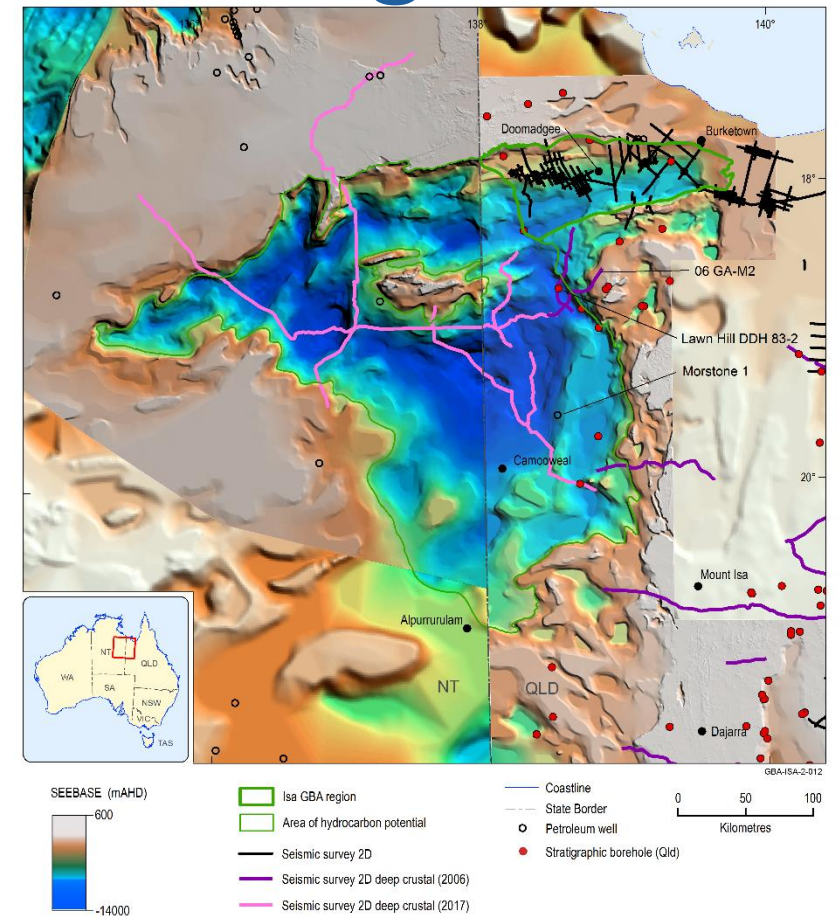 136°
138°
140°
Doomadgee
Burketown
18°
06 GA-M2
Lawn Hill DDH 83-2
Morstone 1
Camooweal
20°
Mount Isa
Alpurrurulam
NT
QLD
Dajarra
NT
QLD
WA
SA
NSW
VIC
TAS
GBA-ISA-2-012
SEEBASE (mAHD)
600
-14000
Isa GBA region
Area of hydrocarbon potential
Seismic survey 2D
Seismic survey 2D deep crustal (2006)
Seismic survey 2D deep crustal (2017)
Coastline
State Border
Petroleum well
Stratigraphic borehole (Qld)
0 50 100
Kilometres